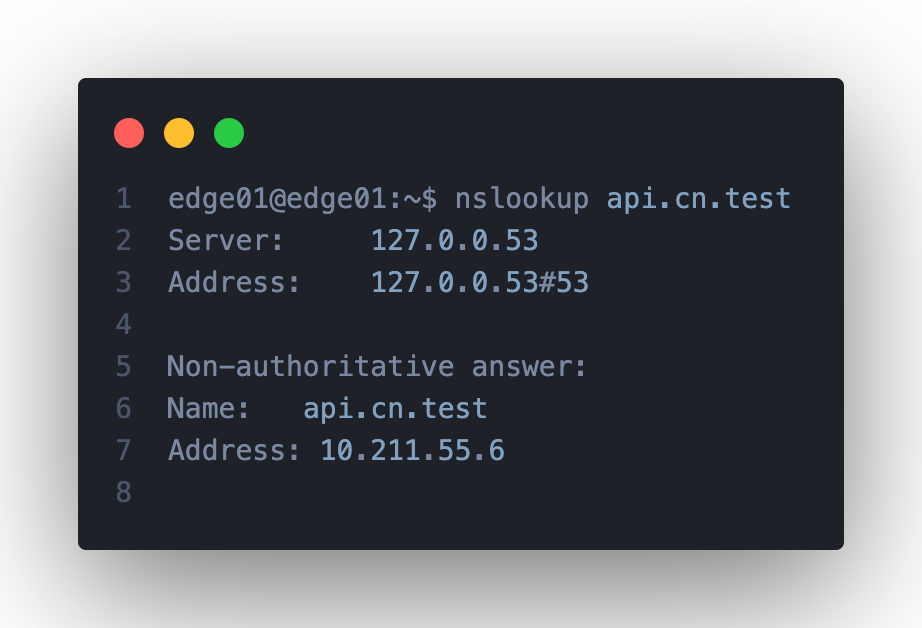 1 edge01@edge01:~$ nslookup api.cn.test
2 Server: 127.0.0.53
3 Address: 127.0.0.53#53
4
5 Non-authoritative answer:
6 Name: api.cn.test
7 Address: 10.211.55.6
8